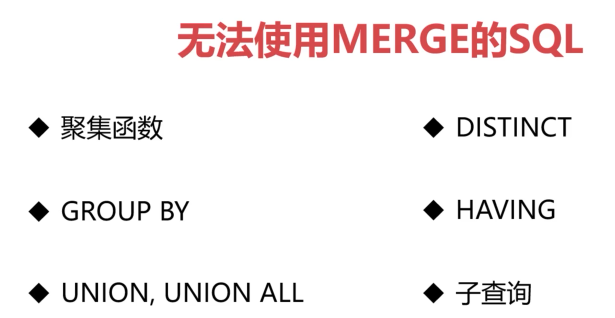 无法使用MERGE的SQL
◆ 聚集函数
◆ DISTINCT
◆ GROUP BY
◆ HAVING
◆ UNION, UNION ALL
◆ 子查询